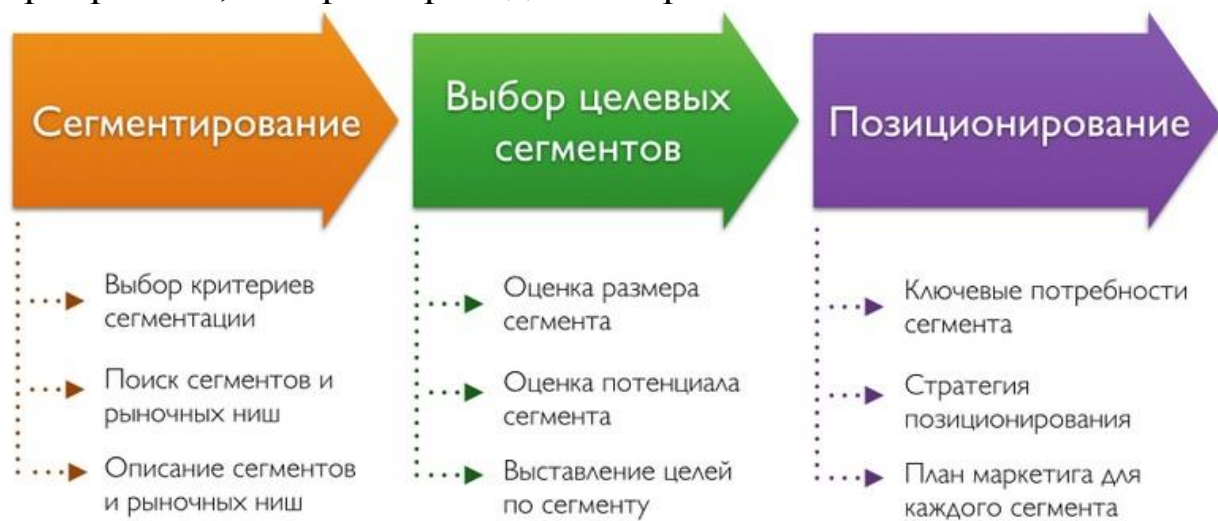 Сегментирование
Выбор критериев
сегментации
Поиск сегментов и
рыночных ниш
Описание сегментов
и рыночных ниш
Выбор целевых
сегментов
Оценка размера
сегмента
Оценка потенциала
сегмента
Выставление целей
по сегменту
Позиционирование
Ключевые потребности
сегмента
Стратегия
позиционирования
План маркетига для
каждого сегмента